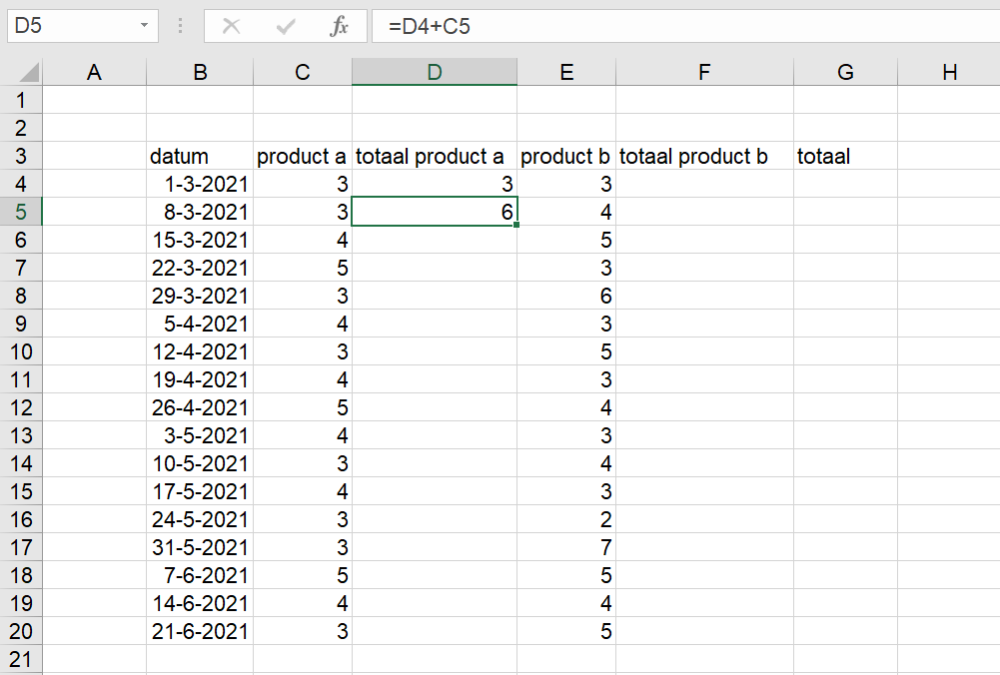 D5 fx =D4+C5
A B C D E F G H
1
2
3 datum product a totaal product a product b totaal product b totaal
4 1-3-2021 3 3 3
5 8-3-2021 3 6 4
6 15-3-2021 4 5
7 22-3-2021 5 3
8 29-3-2021 3 6
9 5-4-2021 4 3
10 12-4-2021 3 5
11 19-4-2021 4 3
12 26-4-2021 5 4
13 3-5-2021 4 3
14 10-5-2021 3 4
15 17-5-2021 4 3
16 24-5-2021 3 2
17 31-5-2021 3 7
18 7-6-2021 5 5
19 14-6-2021 4 4
20 21-6-2021 3 5
21